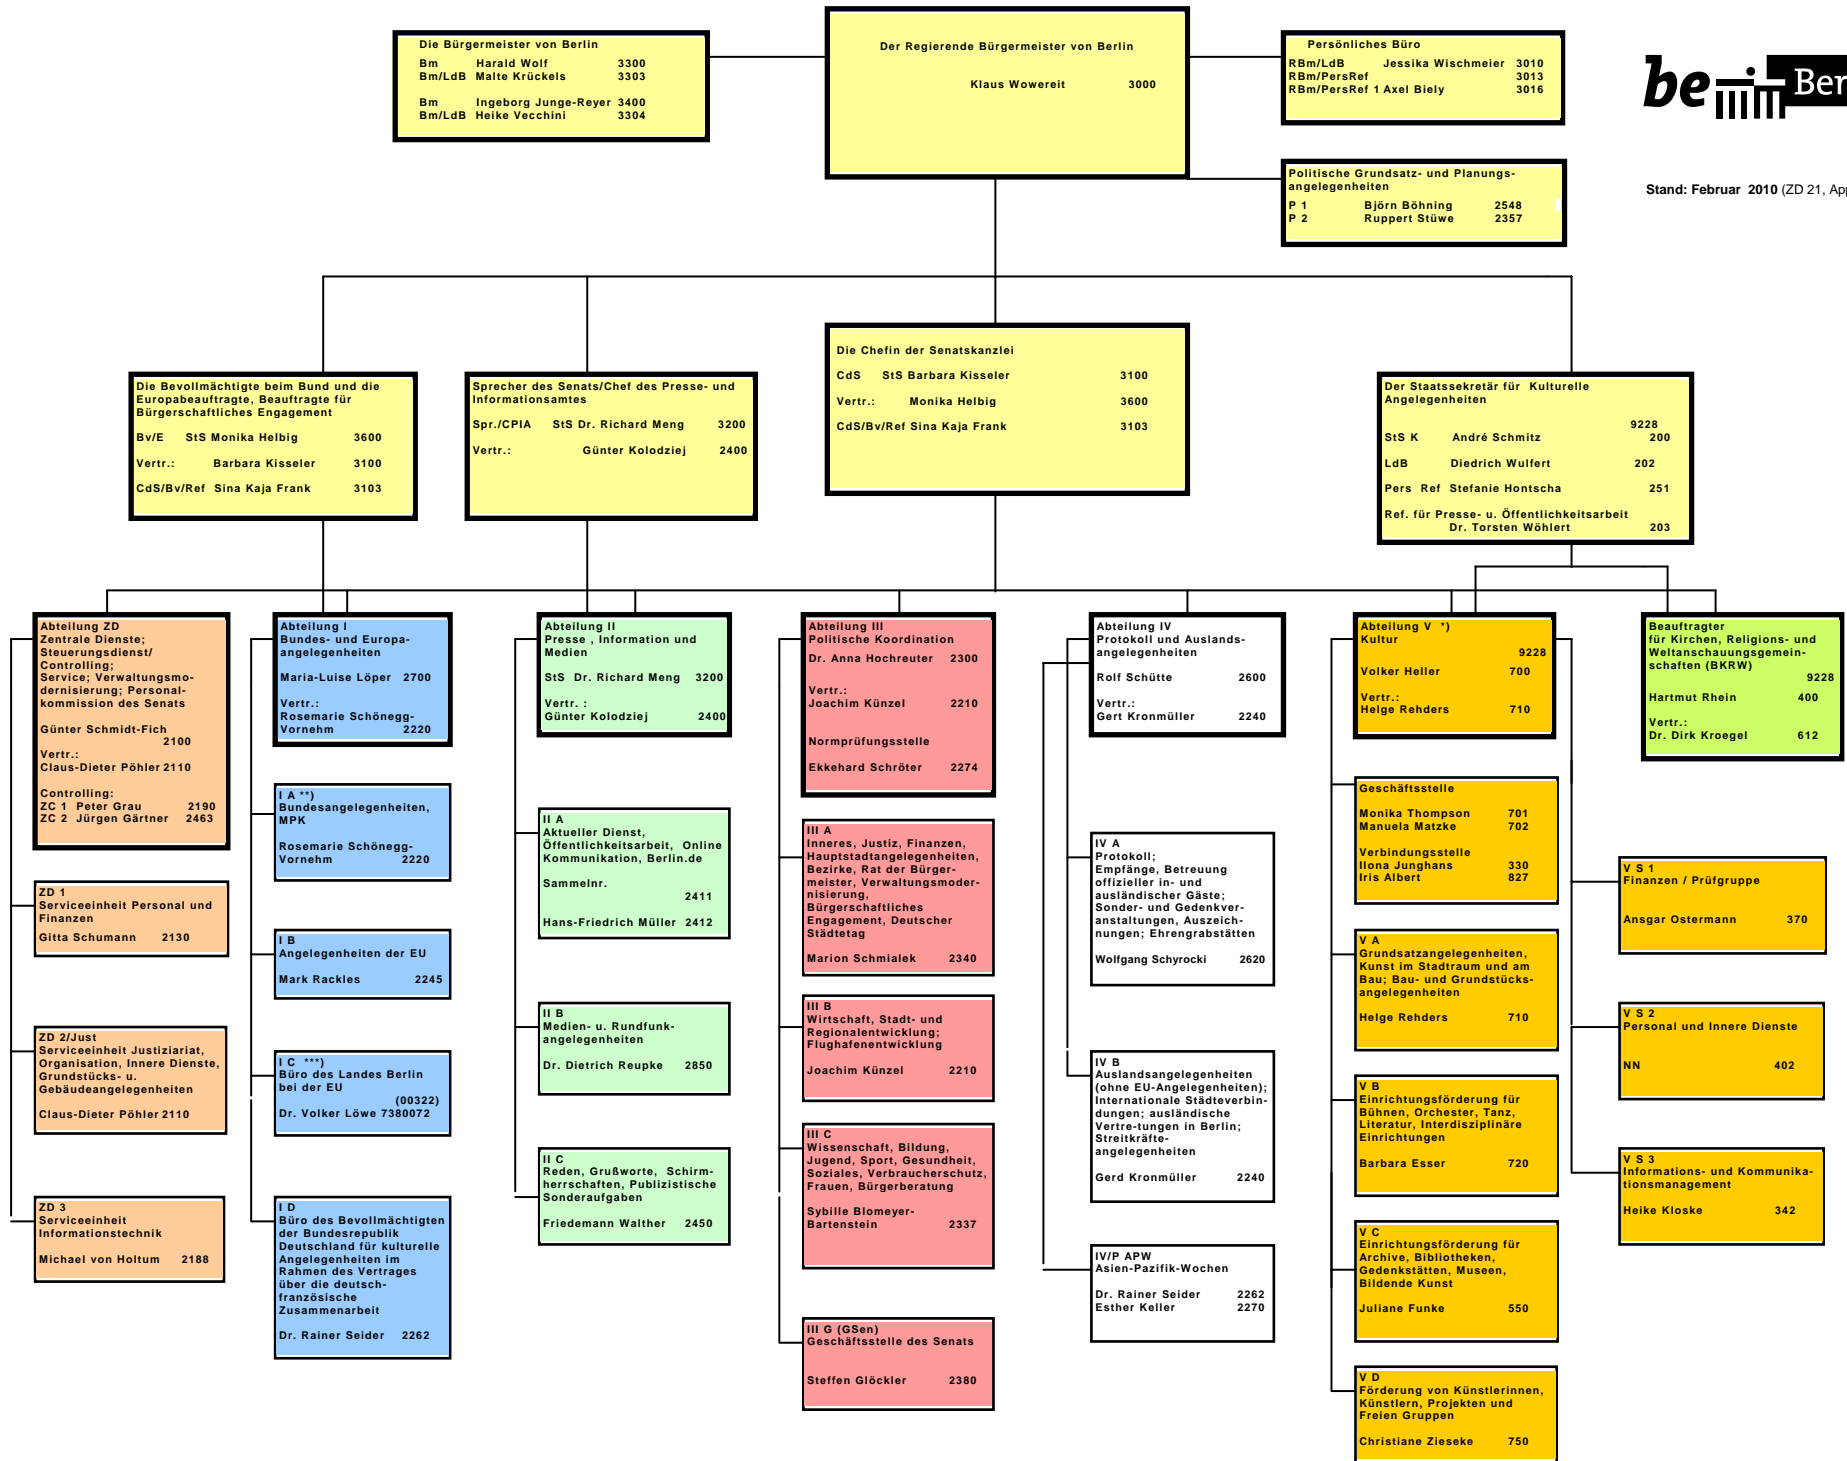 Die Bürgermeister von Berlin
Bm Harald Wolf 3300
Bm/LdB Malte Krückels 3303
Bm Ingeborg Junge-Reyer 3400
Bm/LdB Heike Vecchini 3304
Der Regierende Bürgermeister von Berlin
Klaus Wowereit 3000
Persönliches Büro
RBm/LdB Jessika Wischmeier 3010
RBm/PersRef 3013
RBm/PersRef 1 Axel Biely 3016
be Ber
Politische Grundsatz- und Planungs-
angelegenheiten
P 1 Björn Böhning 2548
P 2 Ruppert Stüwe 2357
Stand: Februar 2010 (ZD 21, App
Die Bevollmächtigte beim Bund und die
Europabeauftragte, Beauftragte für
Bürgerschaftliches Engagement
Bv/E StS Monika Helbig 3600
Vertr.: Barbara Kisseler 3100
CdS/Bv/Ref Sina Kaja Frank 3103
Sprecher des Senats/Chef des Presse- und
Informationsamtes
Spr./CPIA StS Dr. Richard Meng 3200
Vertr.: Günter Kolodziej 2400
Die Chefin der Senatskanzlei
CdS StS Barbara Kisseler 3100
Vertr.: Monika Helbig 3600
CdS/Bv/Ref Sina Kaja Frank 3103
Der Staatssekretär für Kulturelle
Angelegenheiten
9228
StS K André Schmitz 200
LdB Diedrich Wulfert 202
Pers Ref Stefanie Hontscha 251
Ref. für Presse- u. Öffentlichkeitsarbeit
Dr. Torsten Wöhlert 203
Abteilung ZD
Zentrale Dienste;
Steuerungsdienst/
Controlling;
Service; Verwaltungsmo-
dernisierung; Personal-
kommission des Senats
Günter Schmidt-Fich
2100
Vertr.:
Claus-Dieter Pöhler 2110
Controlling:
ZC 1 Peter Grau 2190
ZC 2 Jürgen Gärtner 2463
ZD 1
Serviceeinheit Personal und
Finanzen
Gitta Schumann 2130
ZD 2/Just
Serviceeinheit Justiziariat,
Organisation, Innere Dienste,
Grundstücks- u.
Gebäudeangelegenheiten
Claus-Dieter Pöhler 2110
ZD 3
Serviceeinheit
Informationstechnik
Michael von Holtum 2188
Abteilung I
Bundes- und Europa-
angelegenheiten
Maria-Luise Löper 2700
Vertr.:
Rosemarie Schönegg-
Vornehm 2220
I A **)
Bundesangelegenheiten,
MPK
Rosemarie Schönegg-
Vornehm 2220
I B
Angelegenheiten der EU
Mark Rackles 2245
I C ***)
Büro des Landes Berlin
bei der EU
(00322)
Dr. Volker Löwe 7380072
I D
Büro des Bevollmächtigten
der Bundesrepublik
Deutschland für kulturelle
Angelegenheiten im
Rahmen des Vertrages
über die deutsch-
französische
Zusammenarbeit
Dr. Rainer Seider 2262
Abteilung II
Presse , Information und
Medien
StS Dr. Richard Meng 3200
Vertr. :
Günter Kolodziej 2400
II A
Aktueller Dienst,
Öffentlichkeitsarbeit, Online
Kommunikation, Berlin.de
Sammelnr.
2411
Hans-Friedrich Müller 2412
II B
Medien- u. Rundfunk-
angelegenheiten
Dr. Dietrich Reupke 2850
II C
Reden, Grußworte, Schirm-
herrschaften, Publizistische
Sonderaufgaben
Friedemann Walther 2450
Abteilung III
Politische Koordination
Dr. Anna Hochreuter 2300
Vertr.:
Joachim Künzel 2210
Normprüfungsstelle
Ekkehard Schröter 2274
III A
Inneres, Justiz, Finanzen,
Hauptstadtangelegenheiten,
Bezirke, Rat der Bürger-
meister, Verwaltungsmoder-
nisierung,
Bürgerschaftliches
Engagement, Deutscher
Städtetag
Marion Schmialek 2340
III B
Wirtschaft, Stadt- und
Regionalentwicklung;
Flughafenentwicklung
Joachim Künzel 2210
III C
Wissenschaft, Bildung,
Jugend, Sport, Gesundheit,
Soziales, Verbraucherschutz,
Frauen, Bürgerberatung
Sybille Blomeyer-
Bartenstein 2337
III G (GSen)
Geschäftsstelle des Senats
Steffen Glöckler 2380
Abteilung IV
Protokoll und Auslands-
angelegenheiten
Rolf Schütte 2600
Vertr.:
Gert Kronmüller 2240
IV A
Protokoll;
Empfänge, Betreuung
offizieller in- und
ausländischer Gäste;
Sonder- und Gedenkver-
anstaltungen, Auszeich-
nungen; Ehrengrabstätten
Wolfgang Schyrocki 2620
IV B
Auslandsangelegenheiten
(ohne EU-Angelegenheiten);
Internationale Städteverbin-
dungen; ausländische
Vertre-tungen in Berlin;
Streitkräfte-
angelegenheiten
Gerd Kronmüller 2240
IV/P APW
Asien-Pazifik-Wochen
Dr. Rainer Seider 2262
Esther Keller 2270
Abteilung V *)
Kultur
9228
Volker Heller 700
Vertr.:
Helge Rehders 710
Geschäftsstelle
Monika Thompson 701
Manuela Matzke 702
Verbindungsstelle
Ilona Junghans 330
Iris Albert 827
V A
Grundsatzangelegenheiten,
Kunst im Stadtraum und am
Bau; Bau- und Grundstücks-
angelegenheiten
Helge Rehders 710
V B
Einrichtungsförderung für
Bühnen, Orchester, Tanz,
Literatur, Interdisziplinäre
Einrichtungen
Barbara Esser 720
V C
Einrichtungsförderung für
Archive, Bibliotheken,
Gedenkstätten, Museen,
Bildende Kunst
Juliane Funke 550
V D
Förderung von Künstlerinnen,
Künstlern, Projekten und
Freien Gruppen
Christiane Zieseke 750
Beauftragter
für Kirchen, Religions- und
Weltanschauungsgemein-
schaften (BKRW)
9228
Hartmut Rhein 400
Vertr.:
Dr. Dirk Kroegel 612
V S 1
Finanzen / Prüfgruppe
Ansgar Ostermann 370
V S 2
Personal und Innere Dienste
NN 402
V S 3
Informations- und Kommunika-
tionsmanagement
Heike Kloske 342